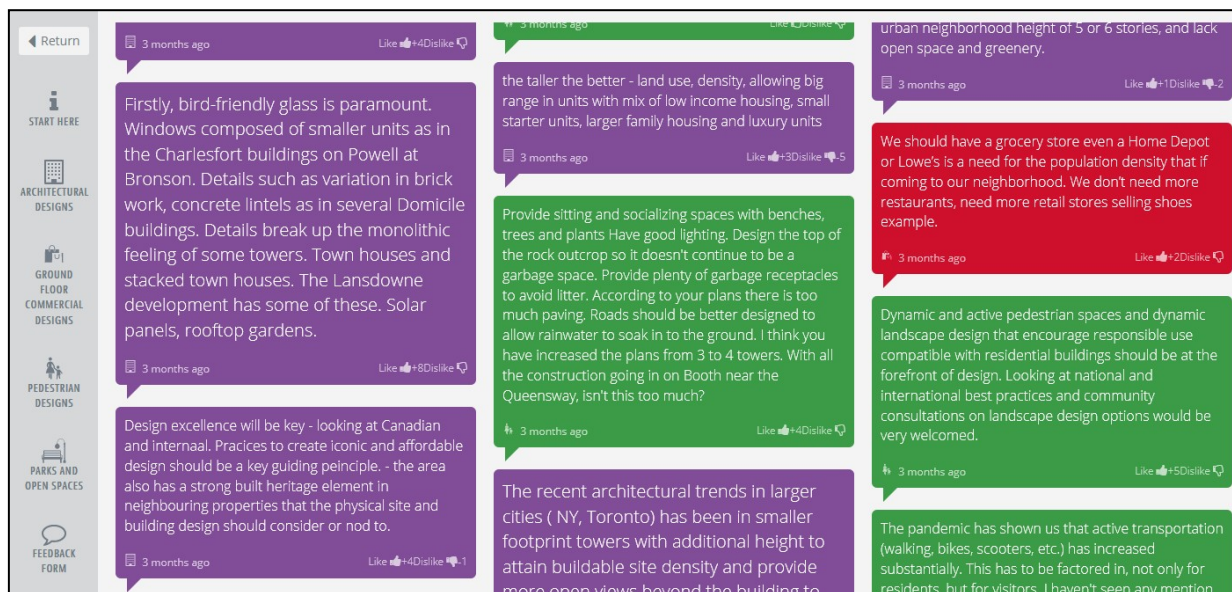 Return
START HERE
ARCHITECTURAL
DESIGNS
GROUND
FLOOR
COMMERCIAL
DESIGNS
PEDESTRIAN
DESIGNS
PARKS AND
OPEN SPACES
FEEDBACK
FORM
3 months ago Like +4Dislike
Firstly, bird-friendly glass is paramount.
Windows composed of smaller units as in
the Charlesfort buildings on Powell at
Bronson. Details such as variation in brick
work, concrete lintels as in several Domicile
buildings. Details break up the monolithic
feeling of some towers. Town houses and
stacked town houses. The Lansdowne
development has some of these. Solar
panels, rooftop gardens.
3 months ago Like +8Dislike
Design excellence will be key - looking at Canadian
and internaal. Pracices to create iconic and affordable
design should be a key guiding peinciple. - the area
also has a strong built heritage element in
neighbouring properties that the physical site and
building design should consider or nod to.
3 months ago Like +4Dislike -1
3 months ago Like Dislike
the taller the better - land use, density, allowing big
range in units with mix of low income housing, small
starter units, larger family housing and luxury units
3 months ago Like +3Dislike -5
Provide sitting and socializing spaces with benches,
trees and plants Have good lighting. Design the top of
the rock outcrop so it doesn't continue to be a
garbage space. Provide plenty of garbage receptacles
to avoid litter. According to your plans there is too
much paving. Roads should be better designed to
allow rainwater to soak in to the ground. I think you
have increased the plans from 3 to 4 towers. With all
the construction going in on Booth near the
Queensway, isn't this too much?
3 months ago Like +4Dislike
The recent architectural trends in larger
cities ( NY, Toronto) has been in smaller
footprint towers with additional height to
attain buildable site density and provide
more open views beyond the building to
urban neighborhood height of 5 or 6 stories, and lack
open space and greenery.
3 months ago Like +1Dislike -2
We should have a grocery store even a Home Depot
or Lowe's is a need for the population density that if
coming to our neighborhood. We don't need more
restaurants, need more retail stores selling shoes
example.
3 months ago Like +2Dislike
Dynamic and active pedestrian spaces and dynamic
landscape design that encourage responsible use
compatible with residential buildings should be at the
forefront of design. Looking at national and
international best practices and community
consultations on landscape design options would be
very welcomed.
3 months ago Like +5Dislike
The pandemic has shown us that active transportation
(walking, bikes, scooters, etc.) has increased
substantially. This has to be factored in, not only for
residents, but for visitors. I haven't seen any mention